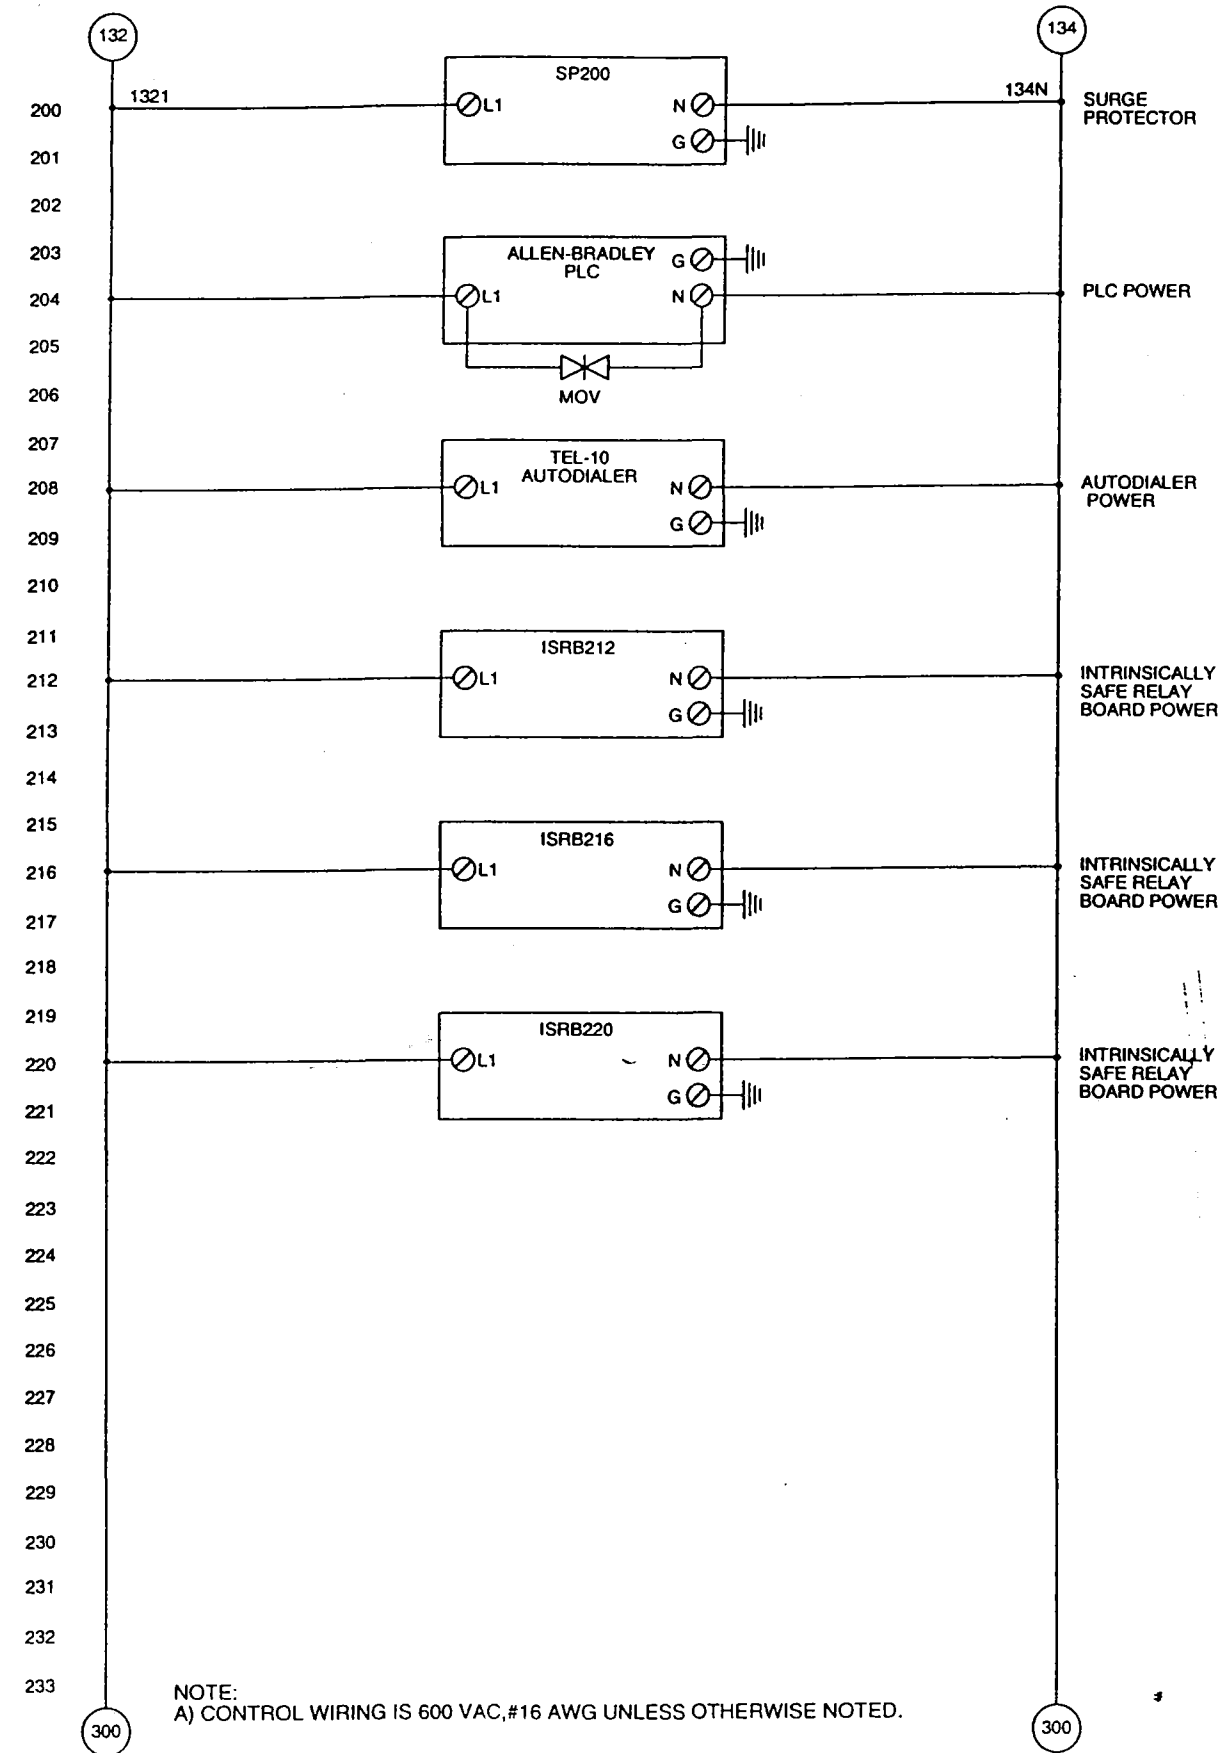 132
134
SP200
1321
L1
N
134N
SURGE
PROTECTOR
200
G
201
202
203
ALLEN-BRADLEY
PLC
G
204
L1
N
PLC POWER
205
206
MOV
207
TEL-10
AUTODIALER
208
L1
N
AUTODIALER
POWER
209
G
210
211
ISRB212
212
L1
N
INTRINSICALLY
SAFE RELAY
BOARD POWER
213
G
214
215
ISRB216
216
L1
N
INTRINSICALLY
SAFE RELAY
BOARD POWER
217
G
218
219
ISRB220
220
L1
N
INTRINSICALLY
SAFE RELAY
BOARD POWER
221
G
222
223
224
225
226
227
228
229
230
231
232
233
NOTE:
A) CONTROL WIRING IS 600 VAC,#16 AWG UNLESS OTHERWISE NOTED.
300
300